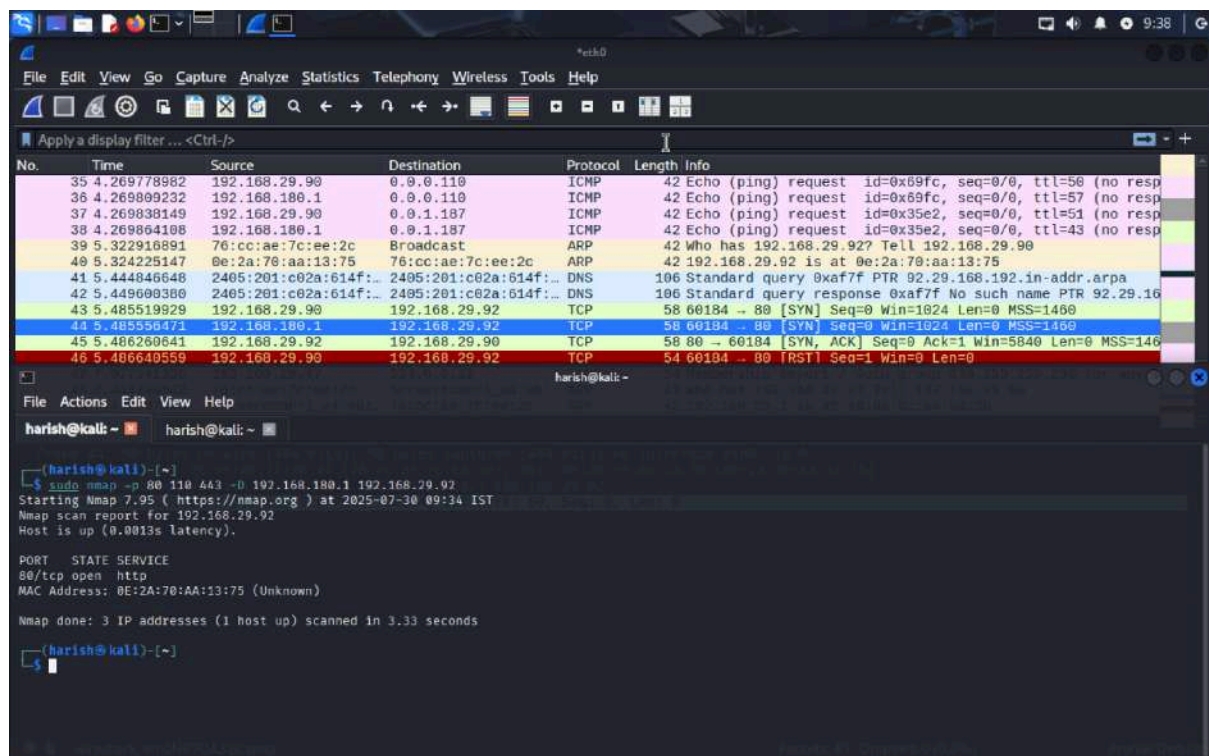 9:38
*eth0
File Edit View Go Capture Analyze Statistics Telephony Wireless Tools Help
Apply a display filter ... <Ctrl-/>
No. Time Source Destination Protocol Length Info
35 4.269778982 192.168.29.90 0.0.0.110 ICMP 42 Echo (ping) request id=0x69fc, seq=0/0, ttl=50 (no resp
36 4.269809232 192.168.180.1 0.0.0.110 ICMP 42 Echo (ping) request id=0x69fc, seq=0/0, ttl=57 (no resp
37 4.269838149 192.168.29.90 0.0.1.187 ICMP 42 Echo (ping) request id=0x35e2, seq=0/0, ttl=51 (no resp
38 4.269864108 192.168.180.1 0.0.1.187 ICMP 42 Echo (ping) request id=0x35e2, seq=0/0, ttl=43 (no resp
39 5.322916891 76:cc:ae:7c:ee:2c Broadcast ARP 42 Who has 192.168.29.92? Tell 192.168.29.90
40 5.324225147 0e:2a:70:aa:13:75 76:cc:ae:7c:ee:2c ARP 42 192.168.29.92 is at 0e:2a:70:aa:13:75
41 5.444846648 2405:201:c02a:614f:… 2405:201:c02a:614f:… DNS 106 Standard query 0xaf7f PTR 92.29.168.192.in-addr.arpa
42 5.449600380 2405:201:c02a:614f:… 2405:201:c02a:614f:… DNS 106 Standard query response 0xaf7f No such name PTR 92.29.16
43 5.485519929 192.168.29.90 192.168.29.92 TCP 58 60184 → 80 [SYN] Seq=0 Win=1024 Len=0 MSS=1460
44 5.485556471 192.168.180.1 192.168.29.92 TCP 58 60184 → 80 [SYN] Seq=0 Win=1024 Len=0 MSS=1460
45 5.486260641 192.168.29.92 192.168.29.90 TCP 58 80 → 60184 [SYN, ACK] Seq=0 Ack=1 Win=5840 Len=0 MSS=146
46 5.486640559 192.168.29.90 192.168.29.92 TCP 54 60184 → 80 [RST] Seq=1 Win=0 Len=0
harish@kali: ~
File Actions Edit View Help
harish@kali: ~ harish@kali: ~
(harish㉿kali)-[~]
$ sudo nmap -p 80 110 443 -D 192.168.180.1 192.168.29.92
Starting Nmap 7.95 ( https://nmap.org ) at 2025-07-30 09:34 IST
Nmap scan report for 192.168.29.92
Host is up (0.0013s latency).
PORT STATE SERVICE
80/tcp open http
MAC Address: 0E:2A:70:AA:13:75 (Unknown)
Nmap done: 3 IP addresses (1 host up) scanned in 3.33 seconds
(harish㉿kali)-[~]
$